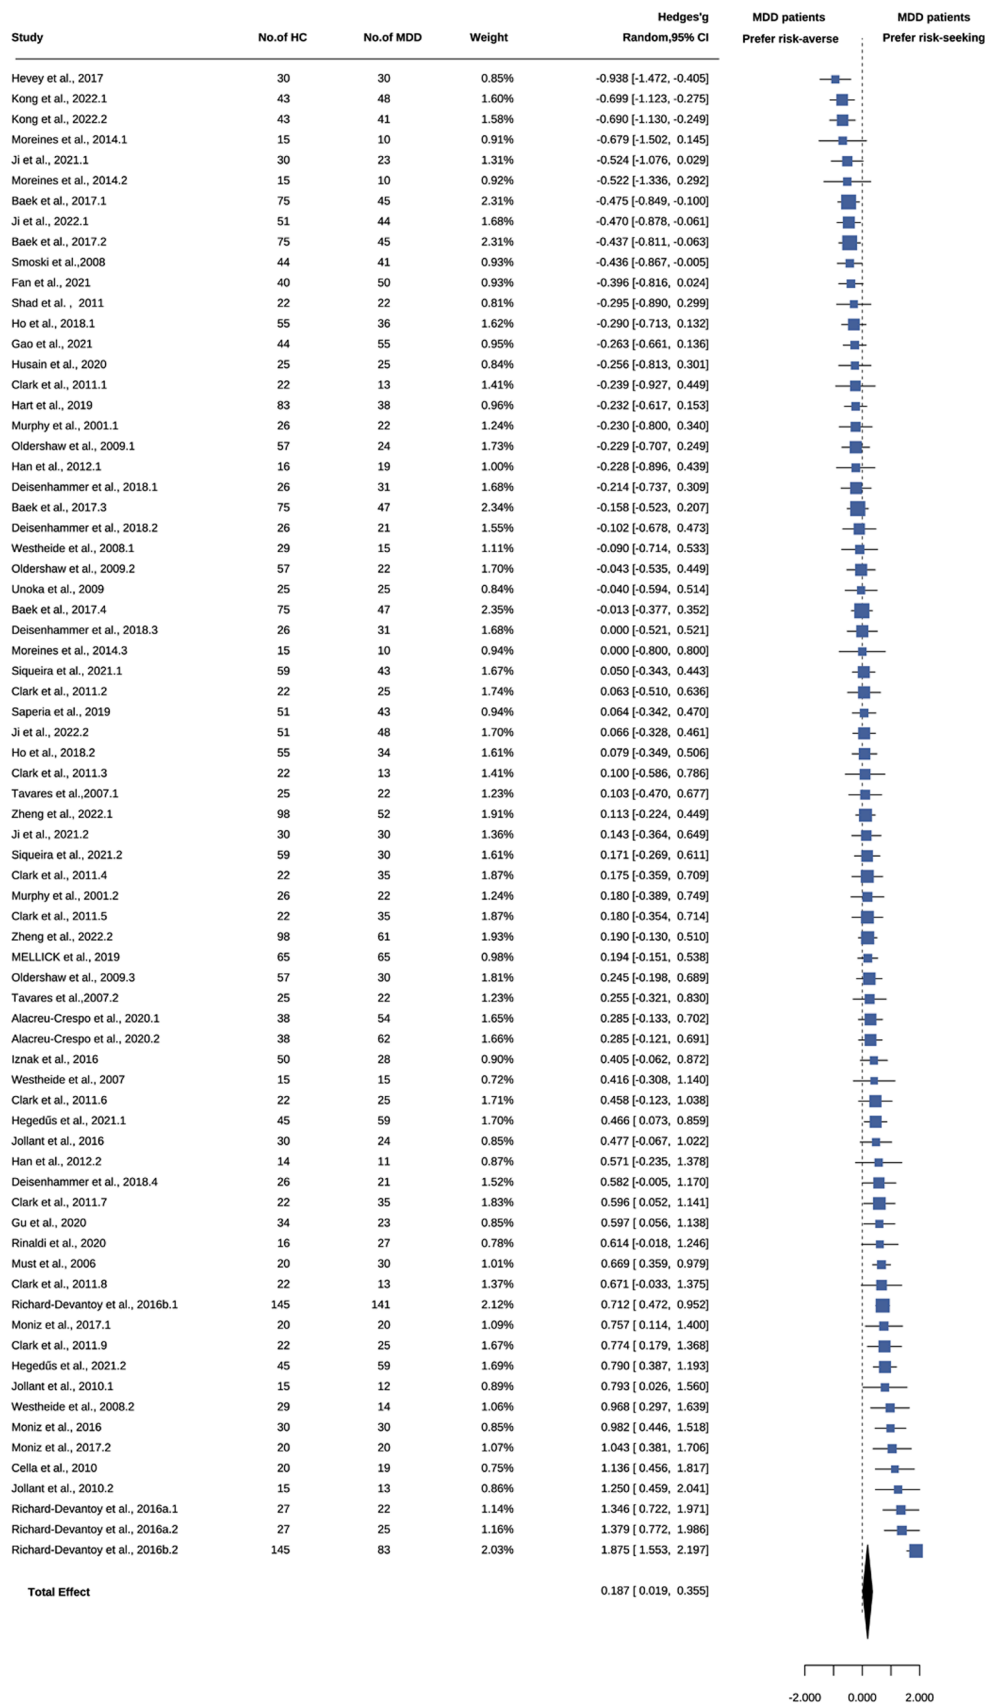 Hedges'g MDD patients MDD patients
Study No.of HC No.of MDD Weight Random,95% CI Prefer risk-averse Prefer risk-seeking
Hevey et al., 2017 30 30 0.85% -0.938 [-1.472, -0.405]
Kong et al., 2022.1 43 48 1.60% -0.699 [-1.123, -0.275]
Kong et al., 2022.2 43 41 1.58% -0.690 [-1.130, -0.249]
Moreines et al., 2014.1 15 10 0.91% -0.679 [-1.502, 0.145]
Ji et al., 2021.1 30 23 1.31% -0.524 [-1.076, 0.029]
Moreines et al., 2014.2 15 10 0.92% -0.522 [-1.336, 0.292]
Baek et al., 2017.1 75 45 2.31% -0.475 [-0.849, -0.100]
Ji et al., 2022.1 51 44 1.68% -0.470 [-0.878, -0.061]
Baek et al., 2017.2 75 45 2.31% -0.437 [-0.811, -0.063]
Smoski et al.,2008 44 41 0.93% -0.436 [-0.867, -0.005]
Fan et al., 2021 40 50 0.93% -0.396 [-0.816, 0.024]
Shad et al. , 2011 22 22 0.81% -0.295 [-0.890, 0.299]
Ho et al., 2018.1 55 36 1.62% -0.290 [-0.713, 0.132]
Gao et al., 2021 44 55 0.95% -0.263 [-0.661, 0.136]
Husain et al., 2020 25 25 0.84% -0.256 [-0.813, 0.301]
Clark et al., 2011.1 22 13 1.41% -0.239 [-0.927, 0.449]
Hart et al., 2019 83 38 0.96% -0.232 [-0.617, 0.153]
Murphy et al., 2001.1 26 22 1.24% -0.230 [-0.800, 0.340]
Oldershaw et al., 2009.1 57 24 1.73% -0.229 [-0.707, 0.249]
Han et al., 2012.1 16 19 1.00% -0.228 [-0.896, 0.439]
Deisenhammer et al., 2018.1 26 31 1.68% -0.214 [-0.737, 0.309]
Baek et al., 2017.3 75 47 2.34% -0.158 [-0.523, 0.207]
Deisenhammer et al., 2018.2 26 21 1.55% -0.102 [-0.678, 0.473]
Westheide et al., 2008.1 29 15 1.11% -0.090 [-0.714, 0.533]
Oldershaw et al., 2009.2 57 22 1.70% -0.043 [-0.535, 0.449]
Unoka et al., 2009 25 25 0.84% -0.040 [-0.594, 0.514]
Baek et al., 2017.4 75 47 2.35% -0.013 [-0.377, 0.352]
Deisenhammer et al., 2018.3 26 31 1.68% 0.000 [-0.521, 0.521]
Moreines et al., 2014.3 15 10 0.94% 0.000 [-0.800, 0.800]
Siqueira et al., 2021.1 59 43 1.67% 0.050 [-0.343, 0.443]
Clark et al., 2011.2 22 25 1.74% 0.063 [-0.510, 0.636]
Saperia et al., 2019 51 43 0.94% 0.064 [-0.342, 0.470]
Ji et al., 2022.2 51 48 1.70% 0.066 [-0.328, 0.461]
Ho et al., 2018.2 55 34 1.61% 0.079 [-0.349, 0.506]
Clark et al., 2011.3 22 13 1.41% 0.100 [-0.586, 0.786]
Tavares et al.,2007.1 25 22 1.23% 0.103 [-0.470, 0.677]
Zheng et al., 2022.1 98 52 1.91% 0.113 [-0.224, 0.449]
Ji et al., 2021.2 30 30 1.36% 0.143 [-0.364, 0.649]
Siqueira et al., 2021.2 59 30 1.61% 0.171 [-0.269, 0.611]
Clark et al., 2011.4 22 35 1.87% 0.175 [-0.359, 0.709]
Murphy et al., 2001.2 26 22 1.24% 0.180 [-0.389, 0.749]
Clark et al., 2011.5 22 35 1.87% 0.180 [-0.354, 0.714]
Zheng et al., 2022.2 98 61 1.93% 0.190 [-0.130, 0.510]
MELLICK et al., 2019 65 65 0.98% 0.194 [-0.151, 0.538]
Oldershaw et al., 2009.3 57 30 1.81% 0.245 [-0.198, 0.689]
Tavares et al.,2007.2 25 22 1.23% 0.255 [-0.321, 0.830]
Alacreu-Crespo et al., 2020.1 38 54 1.65% 0.285 [-0.133, 0.702]
Alacreu-Crespo et al., 2020.2 38 62 1.66% 0.285 [-0.121, 0.691]
Iznak et al., 2016 50 28 0.90% 0.405 [-0.062, 0.872]
Westheide et al., 2007 15 15 0.72% 0.416 [-0.308, 1.140]
Clark et al., 2011.6 22 25 1.71% 0.458 [-0.123, 1.038]
Hegedűs et al., 2021.1 45 59 1.70% 0.466 [ 0.073, 0.859]
Jollant et al., 2016 30 24 0.85% 0.477 [-0.067, 1.022]
Han et al., 2012.2 14 11 0.87% 0.571 [-0.235, 1.378]
Deisenhammer et al., 2018.4 26 21 1.52% 0.582 [-0.005, 1.170]
Clark et al., 2011.7 22 35 1.83% 0.596 [ 0.052, 1.141]
Gu et al., 2020 34 23 0.85% 0.597 [ 0.056, 1.138]
Rinaldi et al., 2020 16 27 0.78% 0.614 [-0.018, 1.246]
Must et al., 2006 20 30 1.01% 0.669 [ 0.359, 0.979]
Clark et al., 2011.8 22 13 1.37% 0.671 [-0.033, 1.375]
Richard-Devantoy et al., 2016b.1 145 141 2.12% 0.712 [ 0.472, 0.952]
Moniz et al., 2017.1 20 20 1.09% 0.757 [ 0.114, 1.400]
Clark et al., 2011.9 22 25 1.67% 0.774 [ 0.179, 1.368]
Hegedűs et al., 2021.2 45 59 1.69% 0.790 [ 0.387, 1.193]
Jollant et al., 2010.1 15 12 0.89% 0.793 [ 0.026, 1.560]
Westheide et al., 2008.2 29 14 1.06% 0.968 [ 0.297, 1.639]
Moniz et al., 2016 30 30 0.85% 0.982 [ 0.446, 1.518]
Moniz et al., 2017.2 20 20 1.07% 1.043 [ 0.381, 1.706]
Cella et al., 2010 20 19 0.75% 1.136 [ 0.456, 1.817]
Jollant et al., 2010.2 15 13 0.86% 1.250 [ 0.459, 2.041]
Richard-Devantoy et al., 2016a.1 27 22 1.14% 1.346 [ 0.722, 1.971]
Richard-Devantoy et al., 2016a.2 27 25 1.16% 1.379 [ 0.772, 1.986]
Richard-Devantoy et al., 2016b.2 145 83 2.03% 1.875 [ 1.553, 2.197]
Total Effect 0.187 [ 0.019, 0.355]
-2.000 0.000 2.000